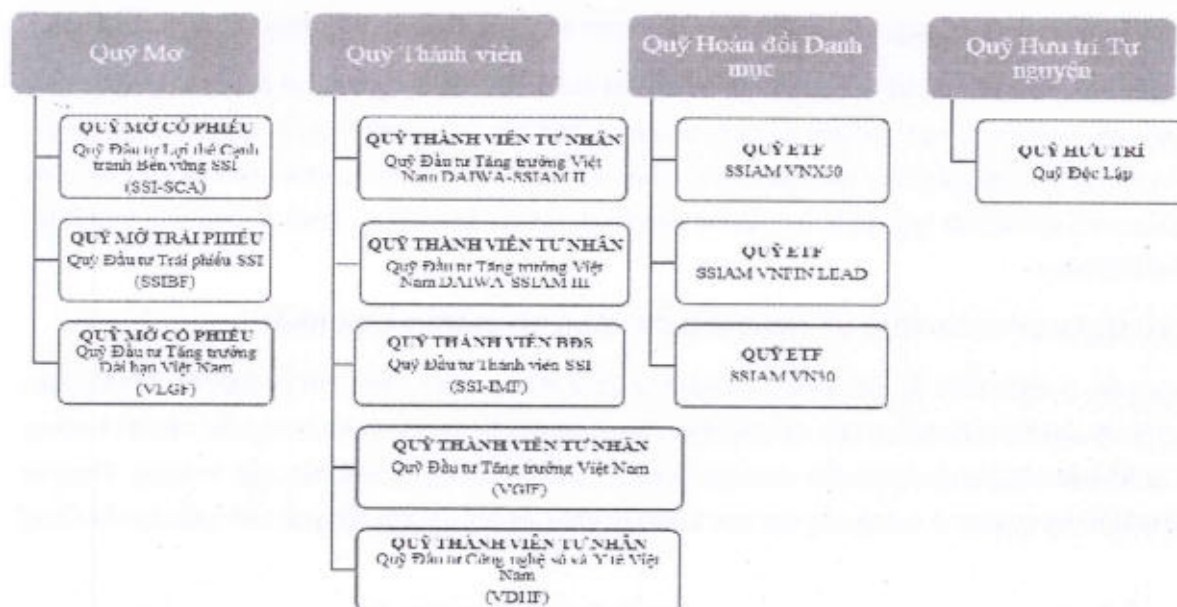 Quỹ Mở
QUỸ MỞ CỔ PHIẾU
Quỹ Đầu tư Lợi thế Cạnh
tranh Bền vững SSI
(SSI-SCA)
QUỸ MỞ TRÁI PHIẾU
Quỹ Đầu tư Trái phiếu SSI
(SSIBF)
QUỸ MỞ CỔ PHIẾU
Quỹ Đầu tư Tăng trưởng
Dài hạn Việt Nam
(VLGF)
Quỹ Thành viên
QUỸ THÀNH VIÊN TƯ NHÂN
Quỹ Đầu tư Tăng trưởng Việt
Nam DAIWA-SSIAM II
QUỸ THÀNH VIÊN TƯ NHÂN
Quỹ Đầu tư Tăng trưởng Việt
Nam DAIWA-SSIAM III
QUỸ THÀNH VIÊN BĐS
Quỹ Đầu tư Thành viên SSI
(SSI-IMF)
QUỸ THÀNH VIÊN TƯ NHÂN
Quỹ Đầu tư Tăng trưởng Việt Nam
(VGIF)
QUỸ THÀNH VIÊN TƯ NHÂN
Quỹ Đầu tư Công nghệ số và Y tế Việt
Nam
(VDHF)
Quỹ Hoán đổi Danh
mục
QUỸ ETF
SSIAM VNX50
QUỸ ETF
SSIAM VNFIN LEAD
QUỸ ETF
SSIAM VN30
Quỹ Hưu trí Tự
nguyện
QUỸ HƯU TRÍ
Quỹ Độc Lập